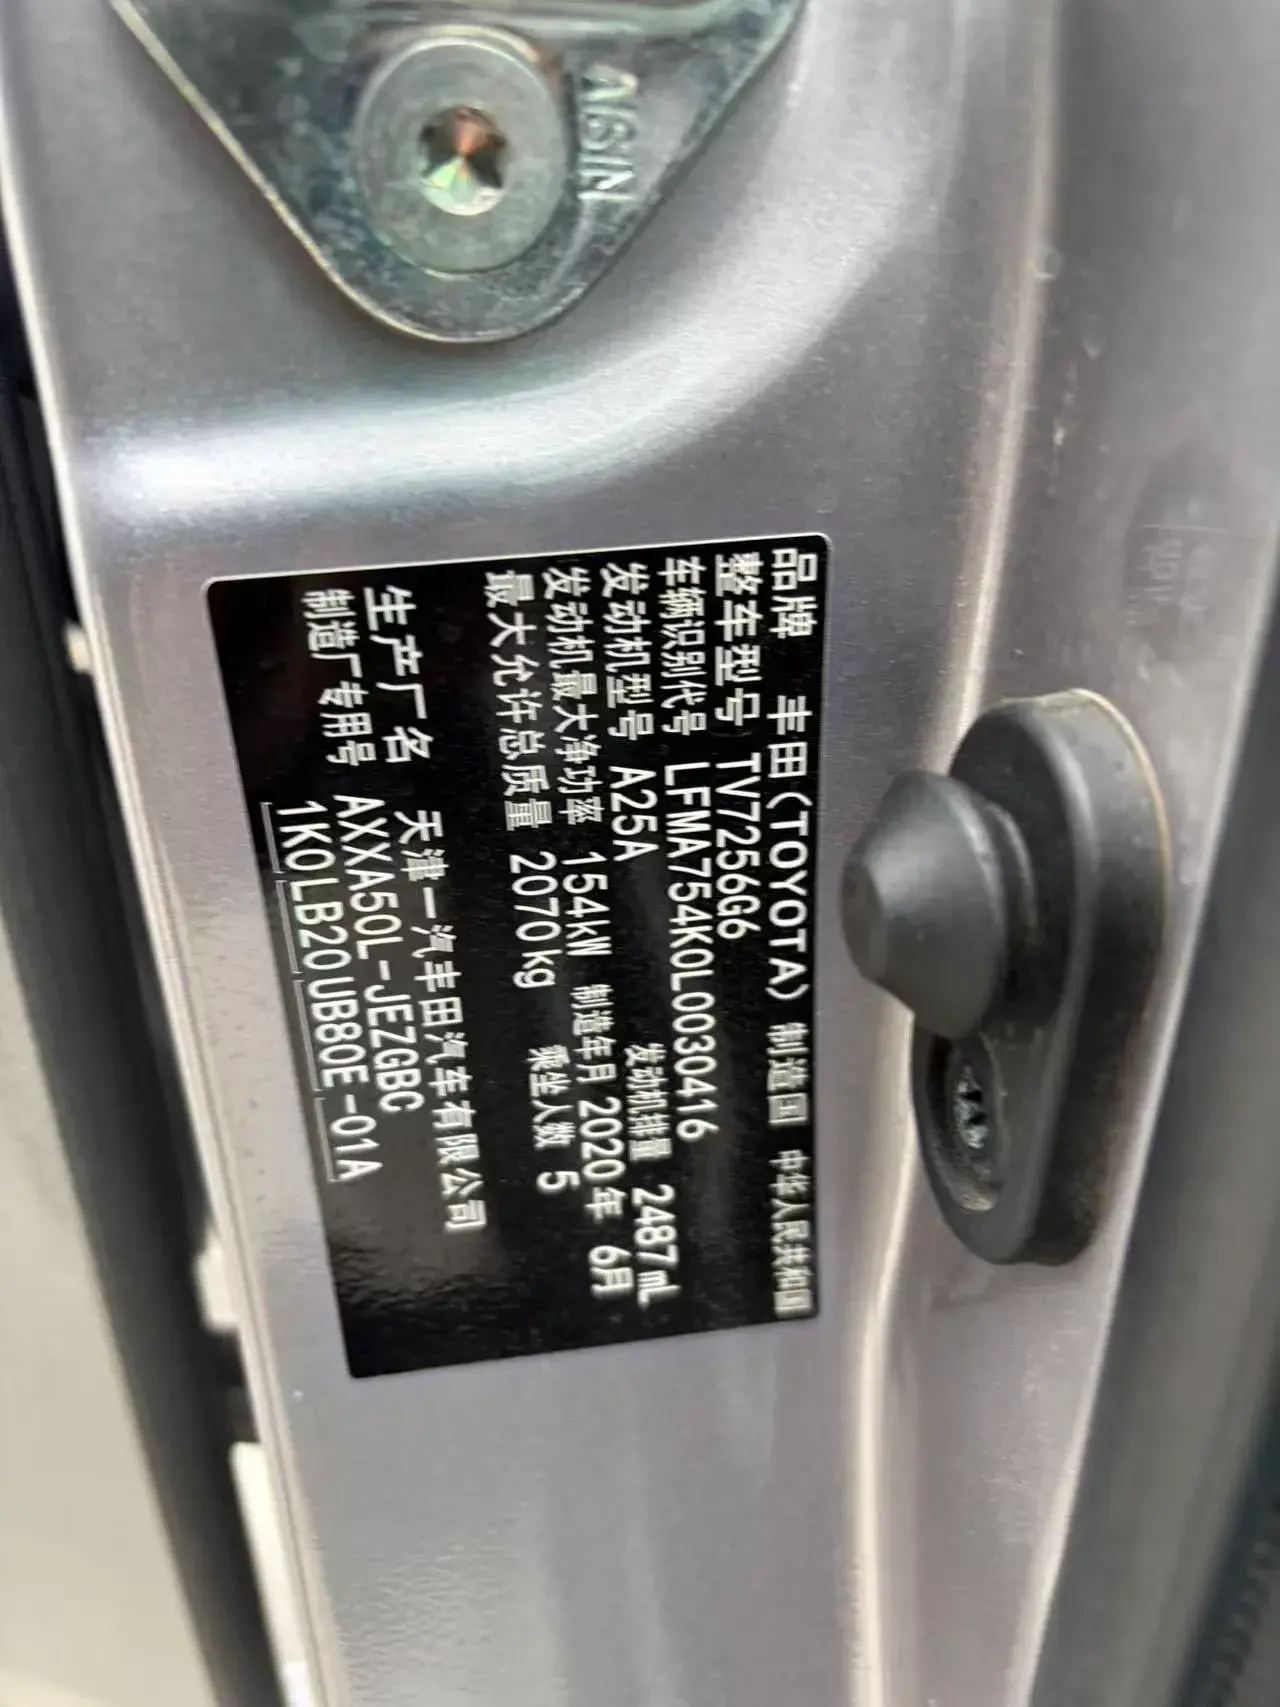 AISIN
品牌 丰田(TOYOTA) 制造国 中华人民共和国
整车型号 TV7256G6
车辆识别代号 LFMA754K0L0030416
发动机型号 A25A 发动机排量 2487mL
发动机最大净功率 154kW 制造年月 2020年 6月
最大允许总质量 2070kg 乘坐人数 5
生产厂名 天津一汽丰田汽车有限公司
制造厂专用号 AXXA50L-JEZGBC
1K0LB20UB80E-01A